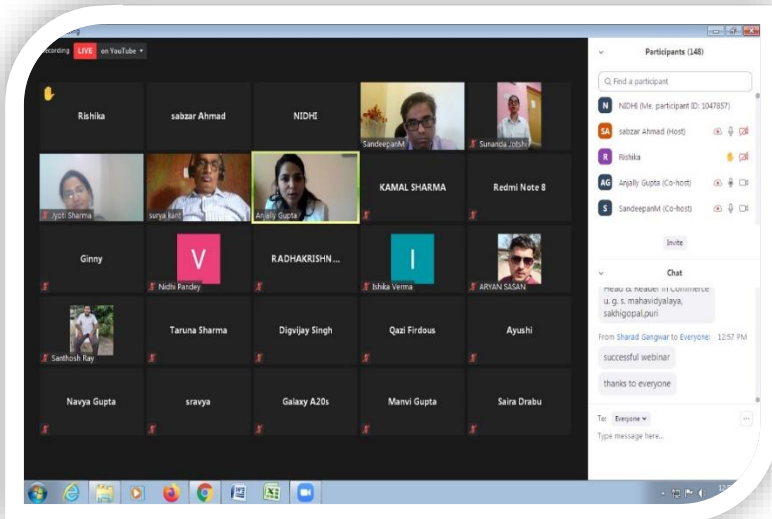 LIVE on YouTube
Participants (148)
Find a participant
N NIDHI (Me, participant ID: 1047857)
SA sabzar Ahmad (Host)
R Rishika
AG Anjally Gupta (Co-host)
S SandeepanM (Co-host)
Invite
Chat
Head & Reader in Commerce
u. g. s. mahavidyalaya,
sakhigopal,puri
From Sharad Gangwar to Everyone: 12:57 PM
successful webinar
thanks to everyone
To: Everyone
Type message here...
Rishika
sabzar Ahmad
NIDHI
SandeepanM
Sunanda Jotshi
Jyoti Sharma
surya kant
Anjally Gupta
KAMAL SHARMA
Redmi Note 8
Ginny
V
Nidhi Pandey
RADHAKRISHN...
I
Ishika Verma
ARYAN SASAN
Santhosh Ray
Taruna Sharma
Digvijay Singh
Qazi Firdous
Ayushi
Navya Gupta
sravya
Galaxy A20s
Manvi Gupta
Saira Drabu